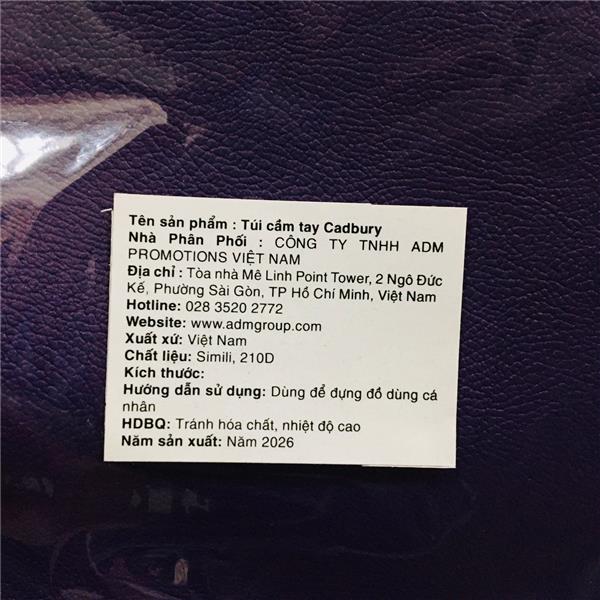 Tên sản phẩm : Túi cầm tay Cadbury
Nhà Phân Phối : CÔNG TY TNHH ADM
PROMOTIONS VIỆT NAM
Địa chỉ : Tòa nhà Mê Linh Point Tower, 2 Ngô Đức
Kế, Phường Sài Gòn, TP Hồ Chí Minh, Việt Nam
Hotline: 028 3520 2772
Website: www.admgroup.com
Xuất xứ: Việt Nam
Chất liệu: Simili, 210D
Kích thước:
Hướng dẫn sử dụng: Dùng để đựng đồ dùng cá
nhân
HDBQ: Tránh hóa chất, nhiệt độ cao
Năm sản xuất: Năm 2026